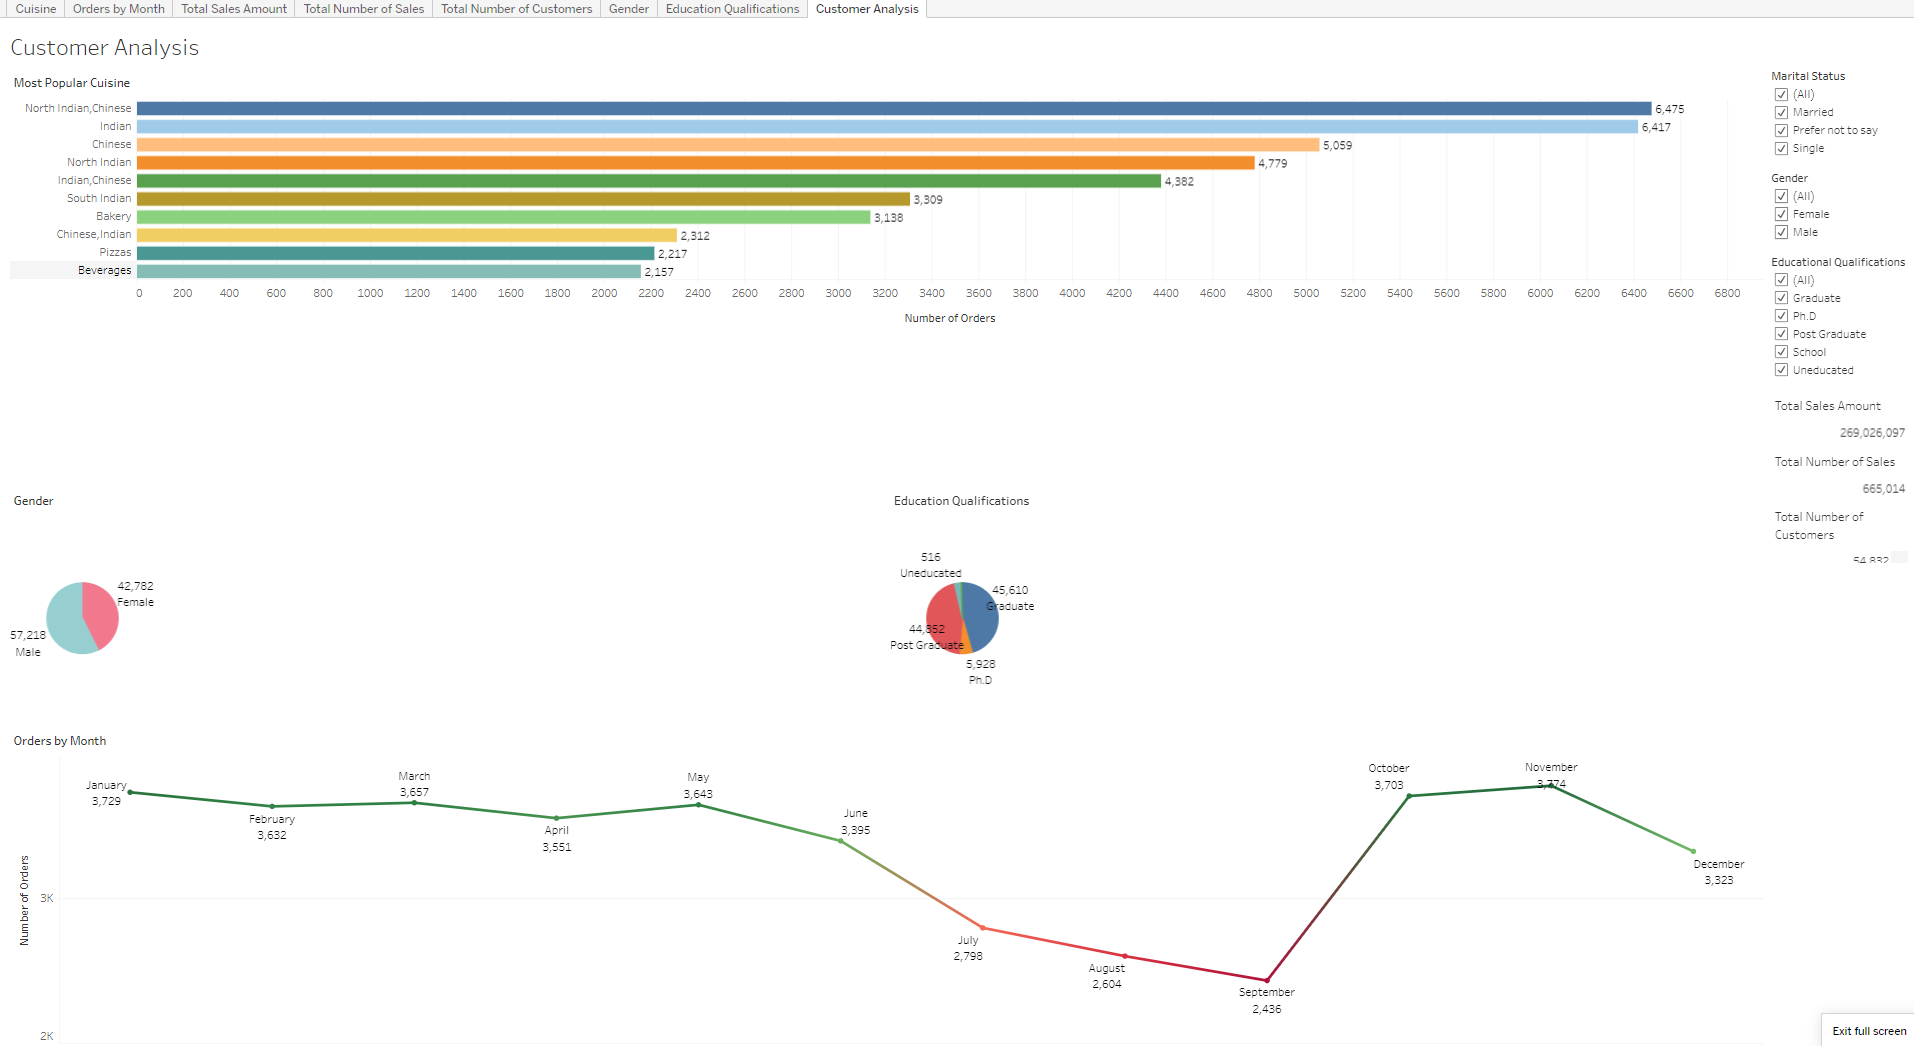 Cuisine
Orders by Month
Total Sales Amount
Total Number of Sales
Total Number of Customers
Gender
Education Qualifications
Customer Analysis
Customer Analysis
Most Popular Cuisine
North Indian,Chinese
6,475
Indian
6,417
Chinese
5,059
North Indian
4,779
Indian,Chinese
4,382
South Indian
3,309
Bakery
3,138
Chinese,Indian
2,312
Pizzas
2,217
Beverages
2,157
0 200 400 600 800 1000 1200 1400 1600 1800 2000 2200 2400 2600 2800 3000 3200 3400 3600 3800 4000 4200 4400 4600 4800 5000 5200 5400 5600 5800 6000 6200 6400 6600 6800
Number of Orders
Marital Status
(All)
Married
Prefer not to say
Single
Gender
(All)
Female
Male
Educational Qualifications
(All)
Graduate
Ph.D
Post Graduate
School
Uneducated
Total Sales Amount
269,026,097
Total Number of Sales
665,014
Total Number of
Customers
54,832
Gender
42,782
Female
57,218
Male
Education Qualifications
516
Uneducated
45,610
Graduate
Post Graduate
5,928
Ph.D
Orders by Month
Number of Orders
3K
2K
January
3,729
February
3,632
March
3,657
April
3,551
May
3,643
June
3,395
July
2,798
August
2,604
September
2,436
October
3,703
November
3,774
December
3,323
Exit full screen